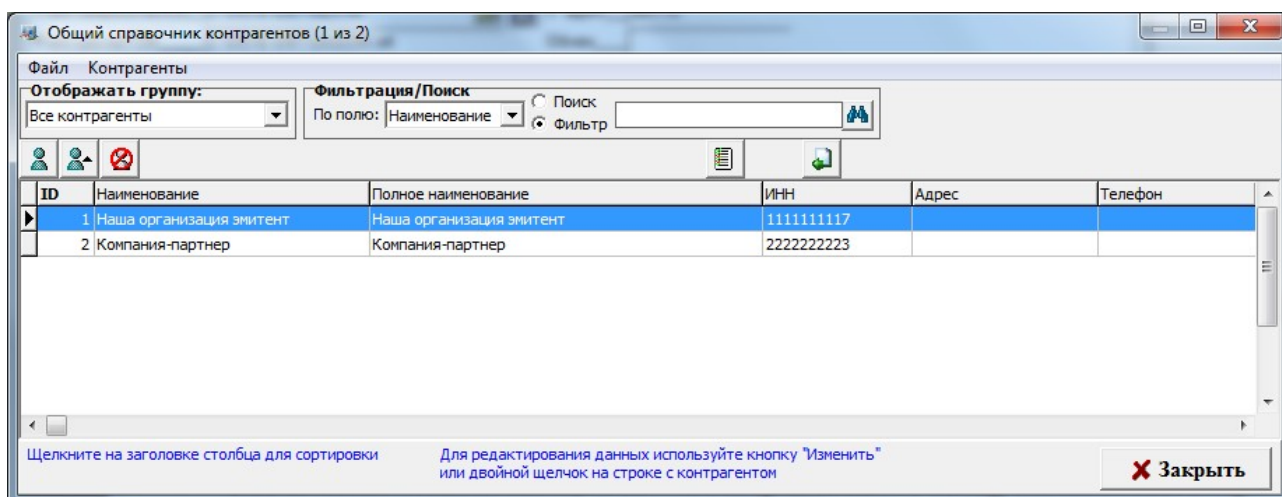 Общий справочник контрагентов (1 из 2)
Файл Контрагенты
Отображать группу: Фильтрация/Поиск
Все контрагенты По полю: Наименование Поиск
Фильтр
ID Наименование Полное наименование ИНН Адрес Телефон
1 Наша организация эмитент Наша организация эмитент 1111111117
2 Компания-партнер Компания-партнер 2222222223
Щелкните на заголовке столбца для сортировки Для редактирования данных используйте кнопку "Изменить"
или двойной щелчок на строке с контрагентом
Закрыть